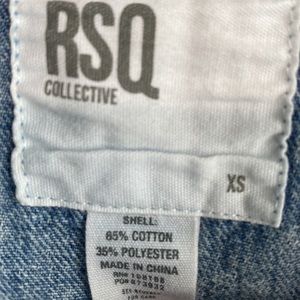 RSQ
COLLECTIVE
XS
SHELL:
65% COTTON
35% POLYESTER
MADE IN CHINA